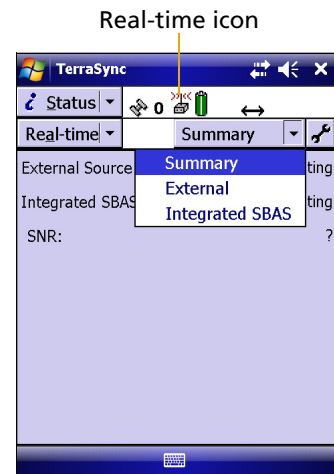 Real-time icon
TerraSync
Status
0
Real-time
Summary
External Source
Summary
ting
External
Integrated SBAS
ting
Integrated SBAS
SNR:
?